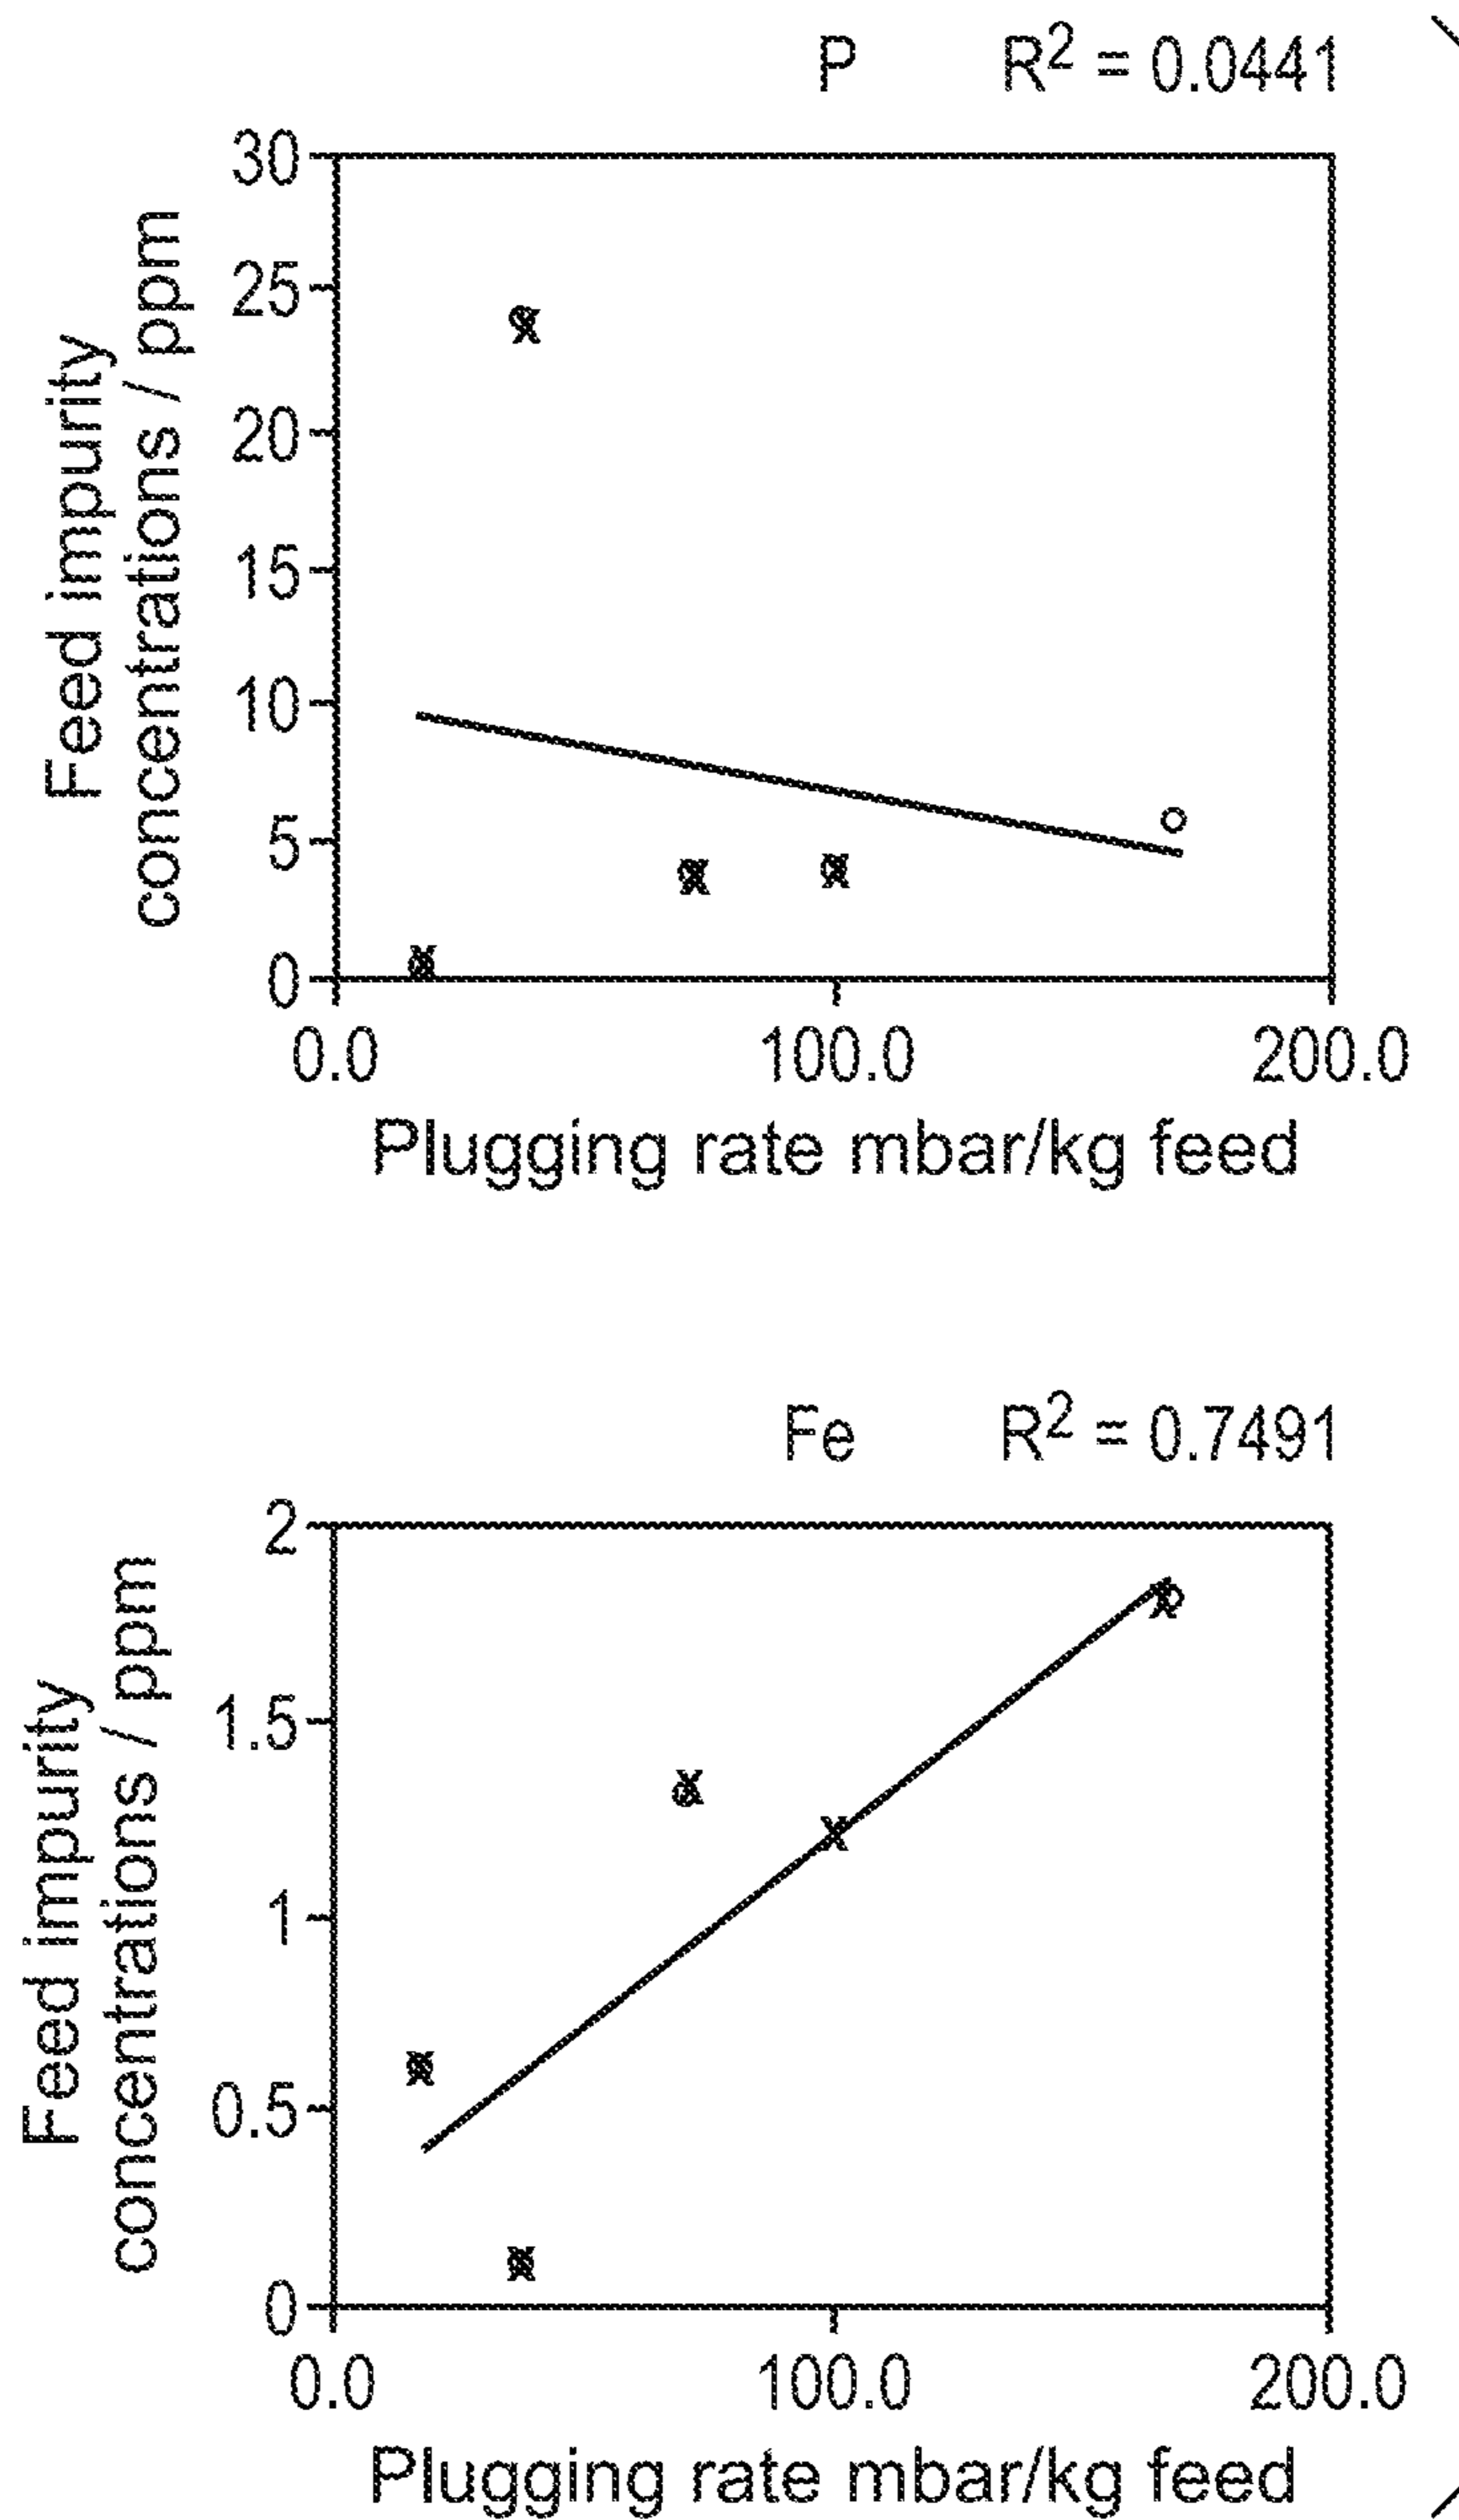 P R² = 0.0441
30
25
20
15
10
5
0
Feed impurity
concentrations / ppm
0.0 100.0 200.0
Plugging rate mbar/kg feed
Fe R² = 0.7491
2
1.5
1
0.5
0
Feed impurity
concentrations / ppm
0.0 100.0 200.0
Plugging rate mbar/kg feed